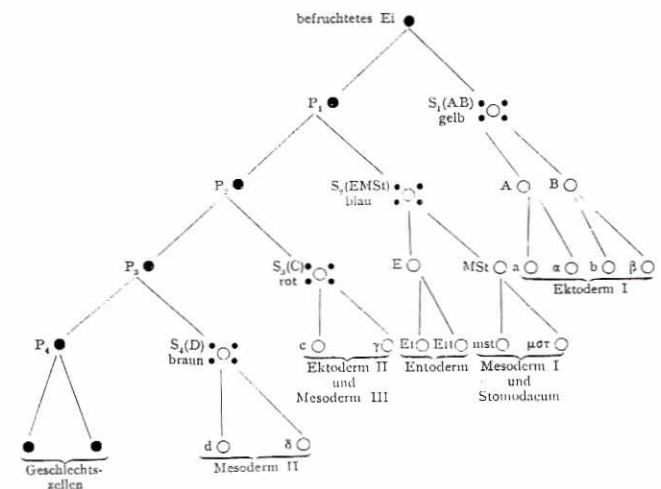 befruchtetes Ei
P₁
S₁(AB)
gelb
P₂
S₂(EMSt)
blau
A
B
P₃
S₃(C)
rot
E
MSt
a
α
b
β
Ektoderm I
P₄
S₄(D)
braun
c
γ
EI
EII
mst
μστ
Ektoderm II
und
Mesoderm III
Entoderm
Mesoderm I
und
Stomodaeum
d
δ
Geschlechts-
zellen
Mesoderm II